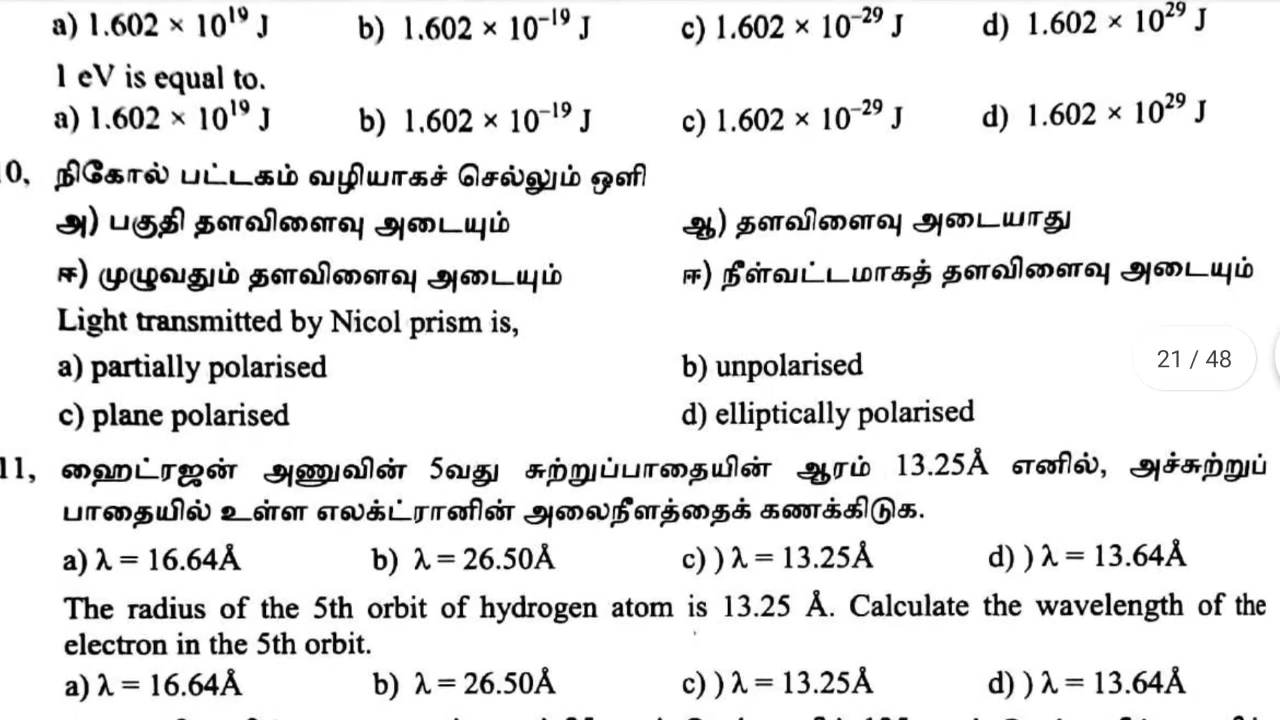 a) 1.602 × 10¹⁹ J b) 1.602 × 10⁻¹⁹ J c) 1.602 × 10⁻²⁹ J d) 1.602 × 10²⁹ J
1 eV is equal to.
a) 1.602 × 10¹⁹ J b) 1.602 × 10⁻¹⁹ J c) 1.602 × 10⁻²⁹ J d) 1.602 × 10²⁹ J
0, நிகோல் பட்டகம் வழியாகச் செல்லும் ஒளி
அ) பகுதி தளவிளைவு அடையும் ஆ) தளவிளைவு அடையாது
ஈ) முழுவதும் தளவிளைவு அடையும் ஈ) நீள்வட்டமாகத் தளவிளைவு அடையும்
Light transmitted by Nicol prism is,
a) partially polarised b) unpolarised
21 / 48
c) plane polarised d) elliptically polarised
11, ஹைட்ரஜன் அணுவின் 5வது சுற்றுப்பாதையின் ஆரம் 13.25Å எனில், அச்சுற்றுப்
பாதையில் உள்ள எலக்ட்ரானின் அலைநீளத்தைக் கணக்கிடுக.
a) λ = 16.64Å b) λ = 26.50Å c) ) λ = 13.25Å d) ) λ = 13.64Å
The radius of the 5th orbit of hydrogen atom is 13.25 Å. Calculate the wavelength of the
electron in the 5th orbit.
a) λ = 16.64Å b) λ = 26.50Å c) ) λ = 13.25Å d) ) λ = 13.64Å